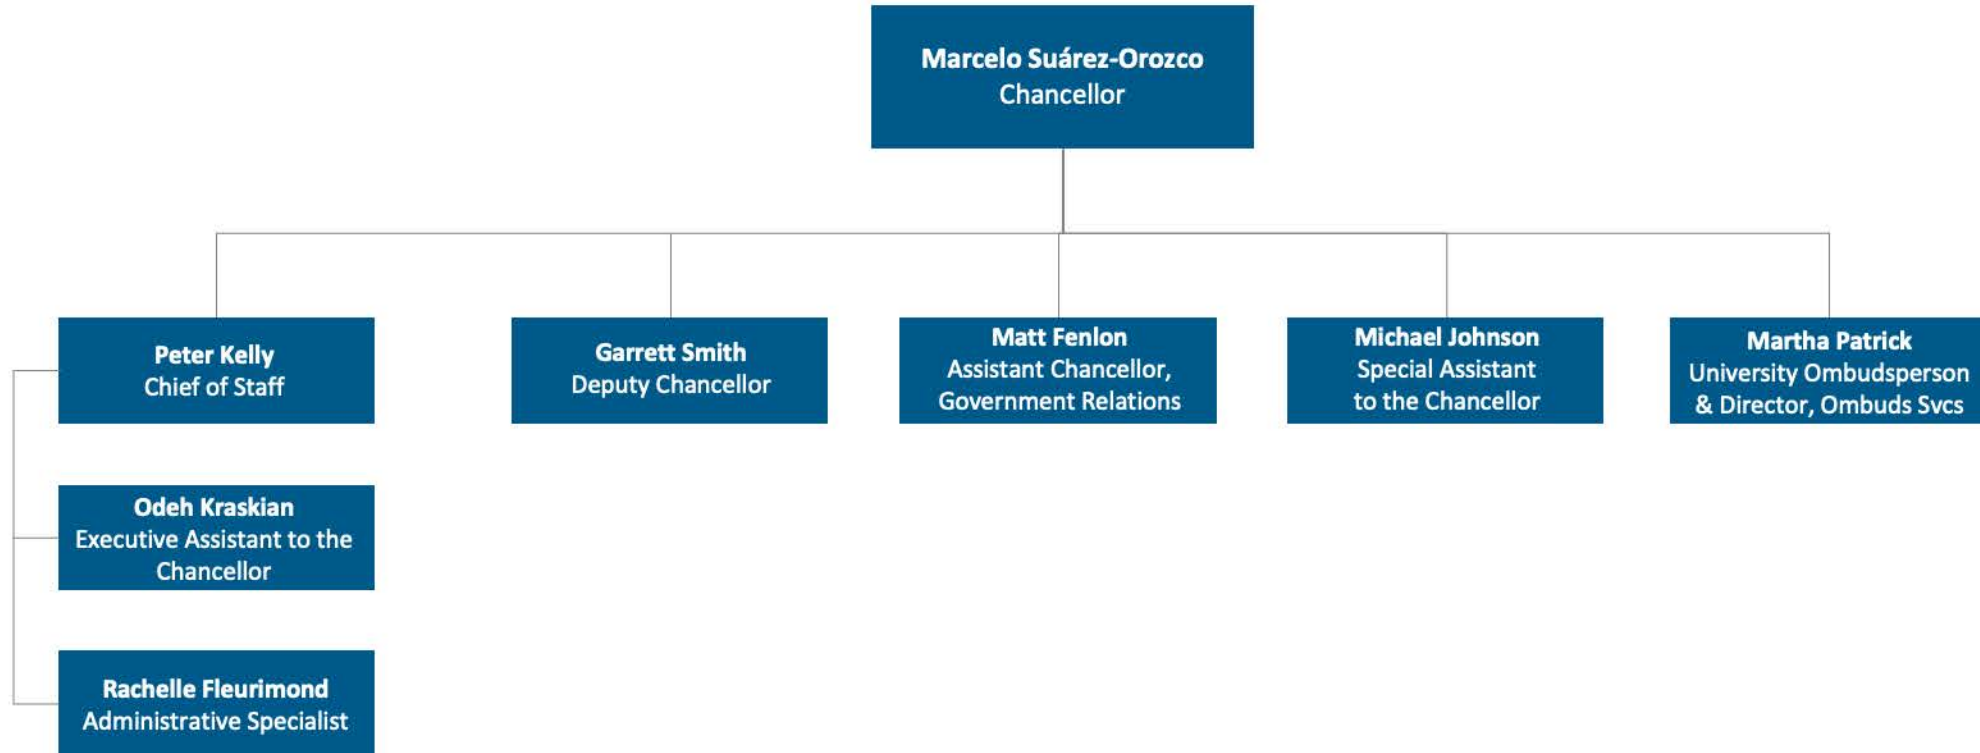 Marcelo Suárez-Orozco
Chancellor
Peter Kelly
Chief of Staff
Garrett Smith
Deputy Chancellor
Matt Fenlon
Assistant Chancellor,
Government Relations
Michael Johnson
Special Assistant
to the Chancellor
Martha Patrick
University Ombudsperson
& Director, Ombuds Svcs
Odeh Kraskian
Executive Assistant to the
Chancellor
Rachelle Fleurimond
Administrative Specialist